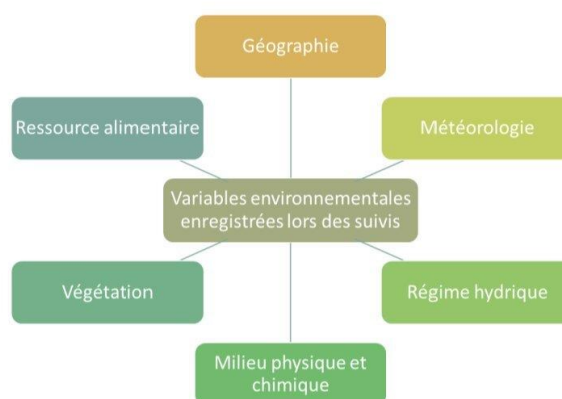 Géographie
Ressource alimentaire
Météorologie
Variables environnementales
enregistrées lors des suivis
Végétation
Régime hydrique
Milieu physique et
chimique